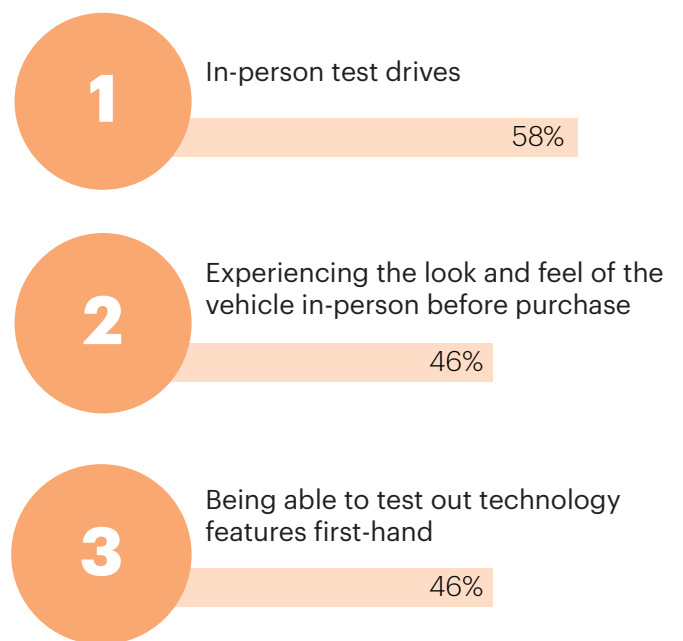 1
In-person test drives
58%
2
Experiencing the look and feel of the
vehicle in-person before purchase
46%
3
Being able to test out technology
features first-hand
46%